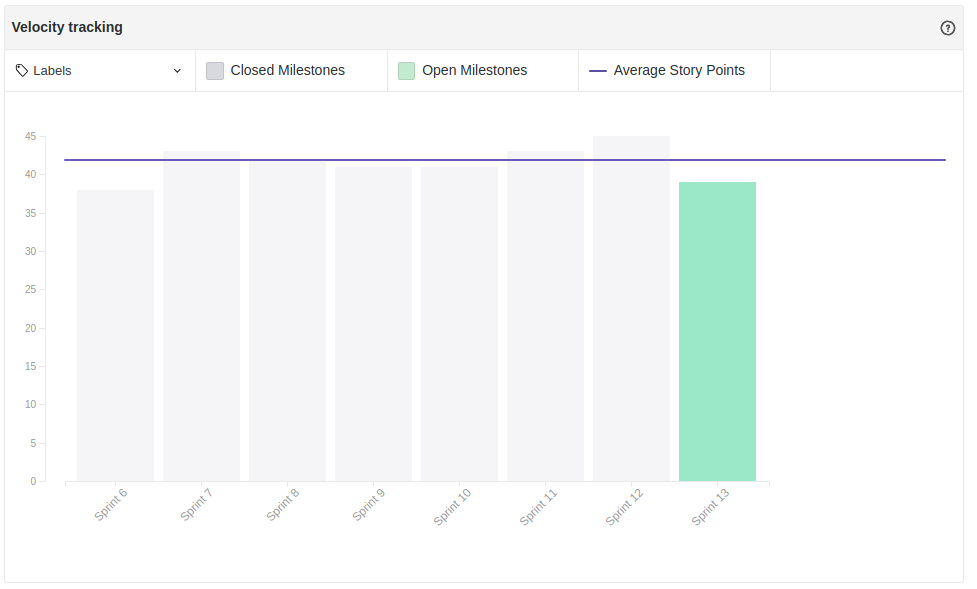 Velocity tracking
Labels
Closed Milestones
Open Milestones
Average Story Points
45
40
35
30
25
20
15
10
5
0
Sprint 6
Sprint 7
Sprint 8
Sprint 9
Sprint 10
Sprint 11
Sprint 12
Sprint 13